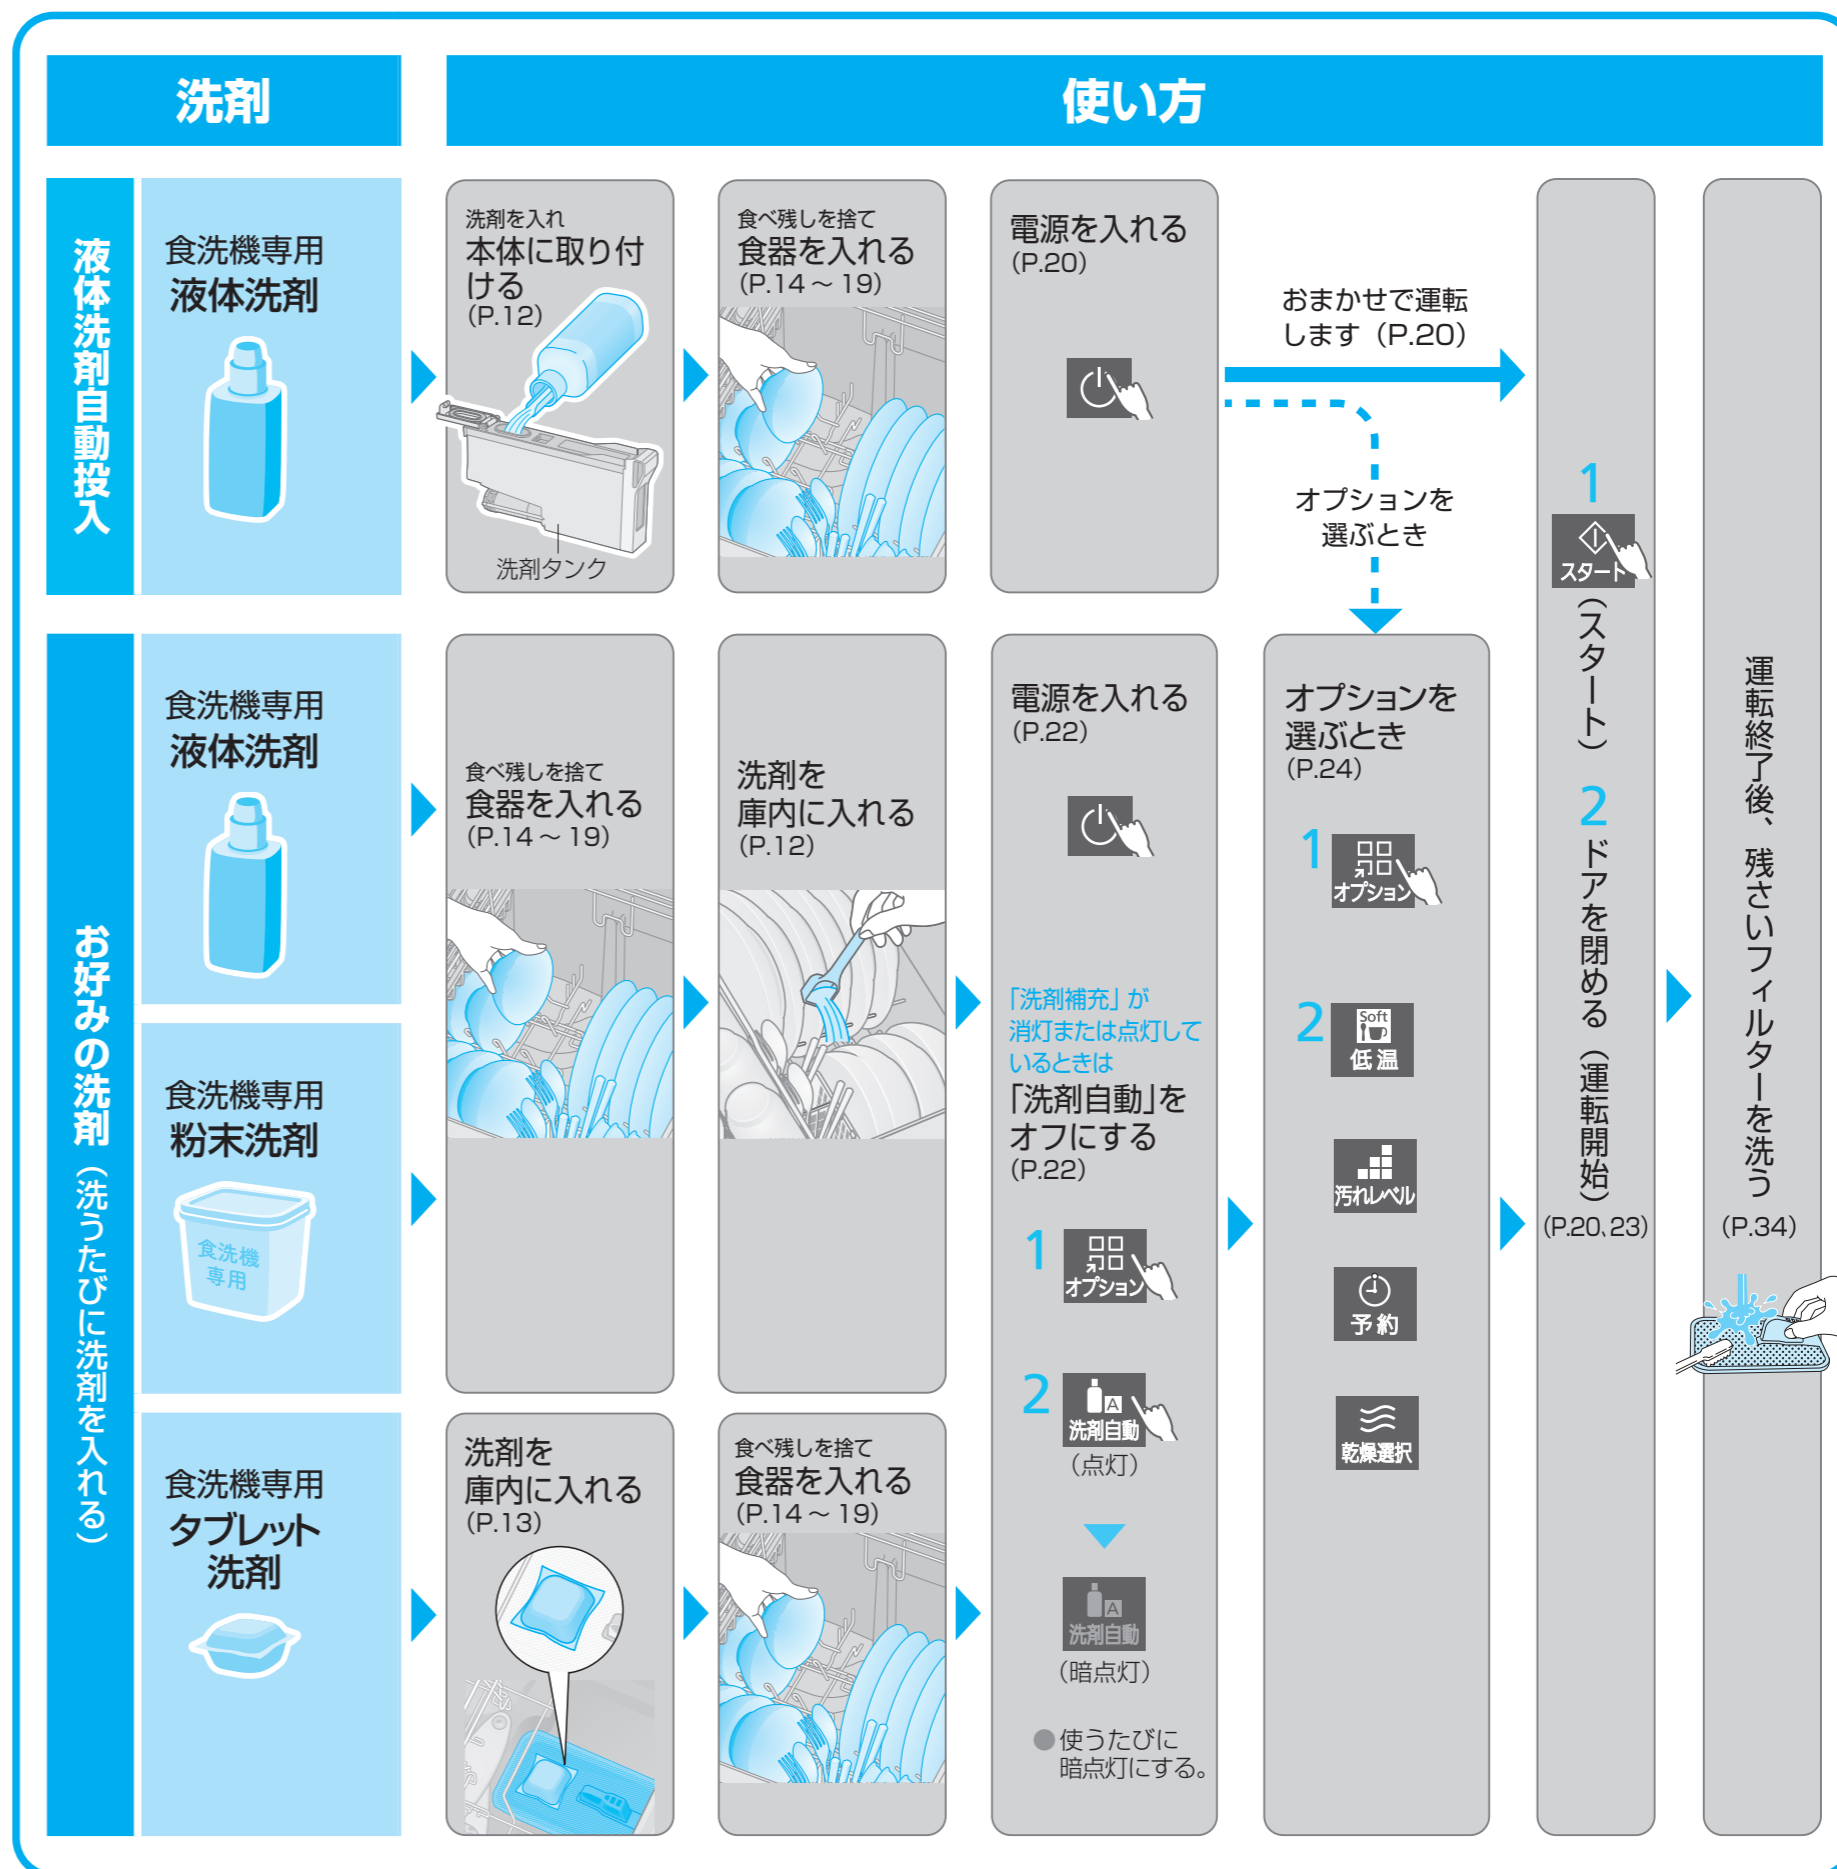 洗剤
使い方
液体洗剤自動投入
食洗機専用
液体洗剤
洗剤を入れ
本体に取り付
ける
(P.12)
洗剤タンク
食べ残しを捨て
食器を入れる
(P.14～19)
電源を入れる
(P.20)
おまかせで運転
します（P.20）
オプションを
選ぶとき
お好みの洗剤（洗うたびに洗剤を入れる）
食洗機専用
液体洗剤
食洗機専用
粉末洗剤
食洗機
専用
食べ残しを捨て
食器を入れる
(P.14～19)
洗剤を
庫内に入れる
(P.12)
食洗機専用
タブレット
洗剤
洗剤を
庫内に入れる
(P.13)
食べ残しを捨て
食器を入れる
(P.14～19)
電源を入れる
(P.22)
「洗剤補充」が
消灯または点灯して
いるときは
「洗剤自動」を
オフにする
(P.22)
1
オプション
2
A
洗剤自動
（点灯）
A
洗剤自動
（暗点灯）
●使うたびに
暗点灯にする。
オプションを
選ぶとき
(P.24)
1
オプション
2
Soft
低温
汚れレベル
予約
乾燥選択
1
スタート
（スタート）
2
ドアを閉める（運転開始）
(P.20、23)
運転終了後、残さいフィルターを洗う
(P.34)